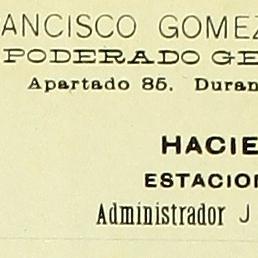 ANCISCO GOMEZ
PODERADO GE
Apartado 85. Duran
HACIE
ESTACION
Administrador J